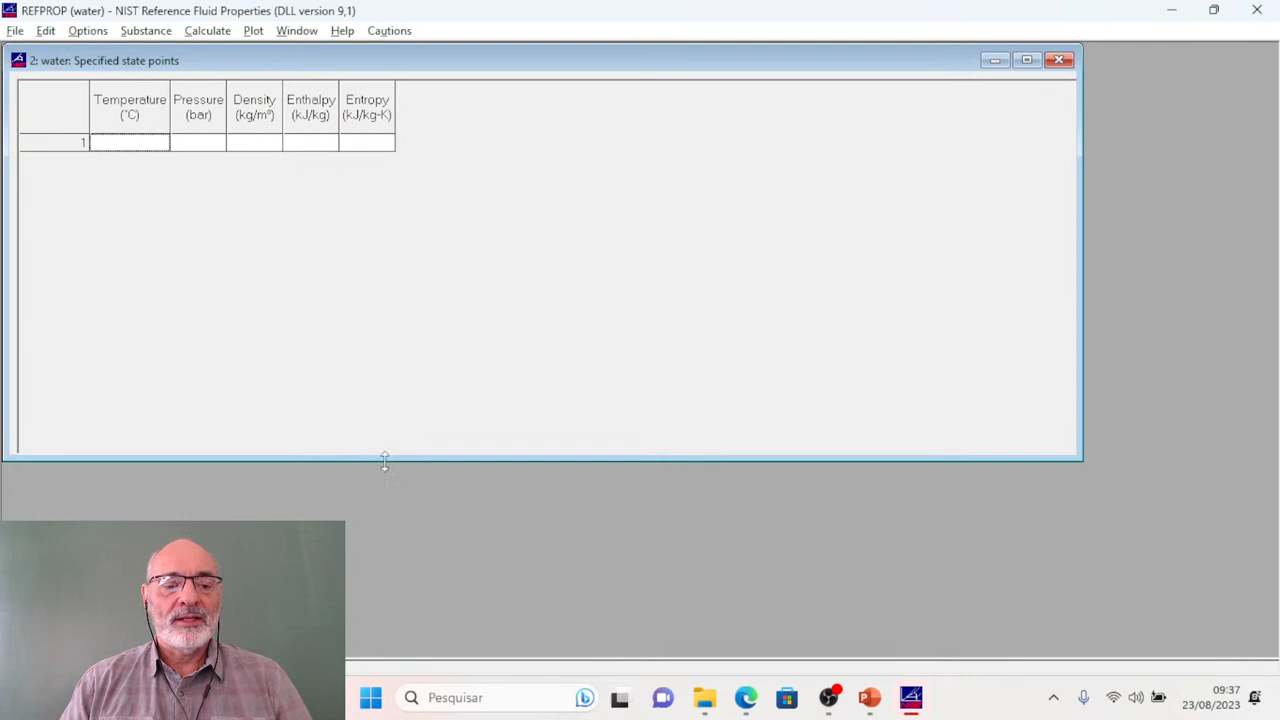 REFPROP (water) - NIST Reference Fluid Properties (DLL version 9,1)
File Edit Options Substance Calculate Plot Window Help Cautions
2: water: Specified state points
Temperature Pressure Density Enthalpy Entropy
(°C) (bar) (kg/m³) (kJ/kg) (kJ/kg-K)
1
Pesquisar
09:37
23/08/2023